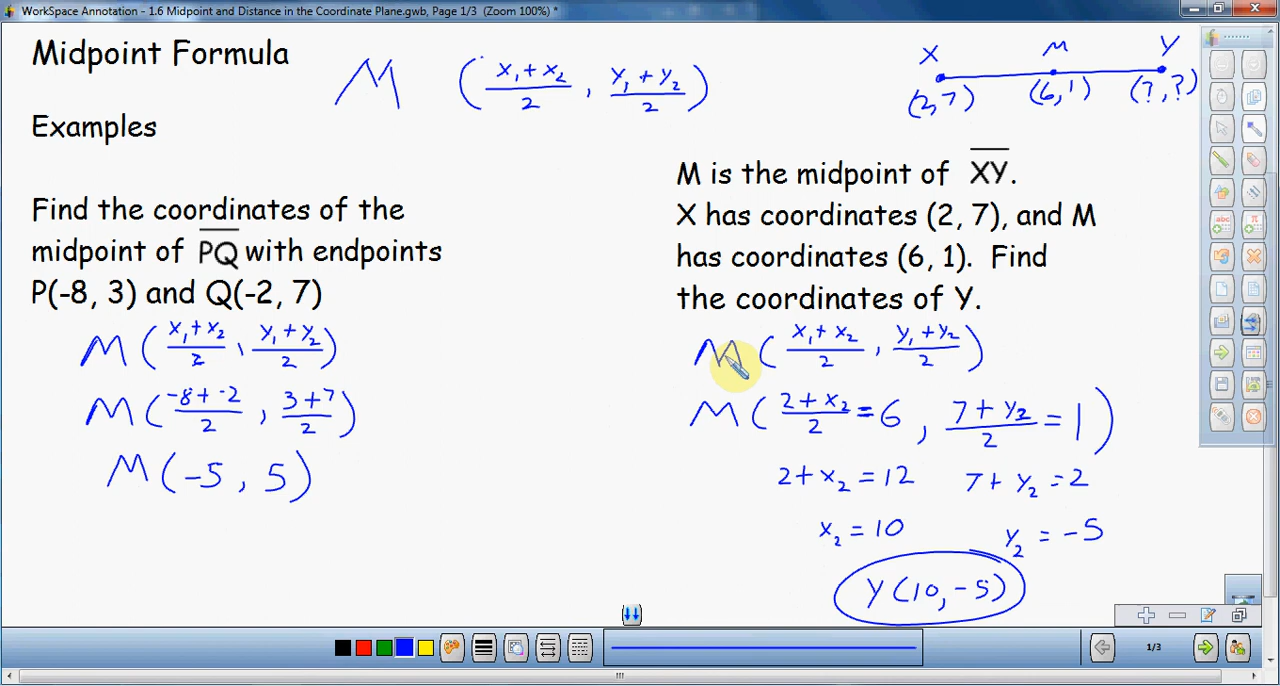 WorkSpace Annotation - 1.6 Midpoint and Distance in the Coordinate Plane.gwb, Page 1/3 (Zoom 100%) *
Midpoint Formula
M ( x₁ + x₂ / 2 , y₁ + y₂ / 2 )
X M Y
(2, 7) (6, 1) (?, ?)
Examples
Find the coordinates of the
midpoint of PQ with endpoints
P(-8, 3) and Q(-2, 7)
M ( x₁ + x₂ / 2 , y₁ + y₂ / 2 )
M ( -8 + -2 / 2 , 3 + 7 / 2 )
M (-5 , 5)
M is the midpoint of XY.
X has coordinates (2, 7), and M
has coordinates (6, 1). Find
the coordinates of Y.
M ( x₁ + x₂ / 2 , y₁ + y₂ / 2 )
M ( 2 + x₂ / 2 = 6 , 7 + y₂ / 2 = 1 )
2 + x₂ = 12 7 + y₂ = 2
x₂ = 10 y₂ = -5
Y (10, -5)
abc
π
1/3